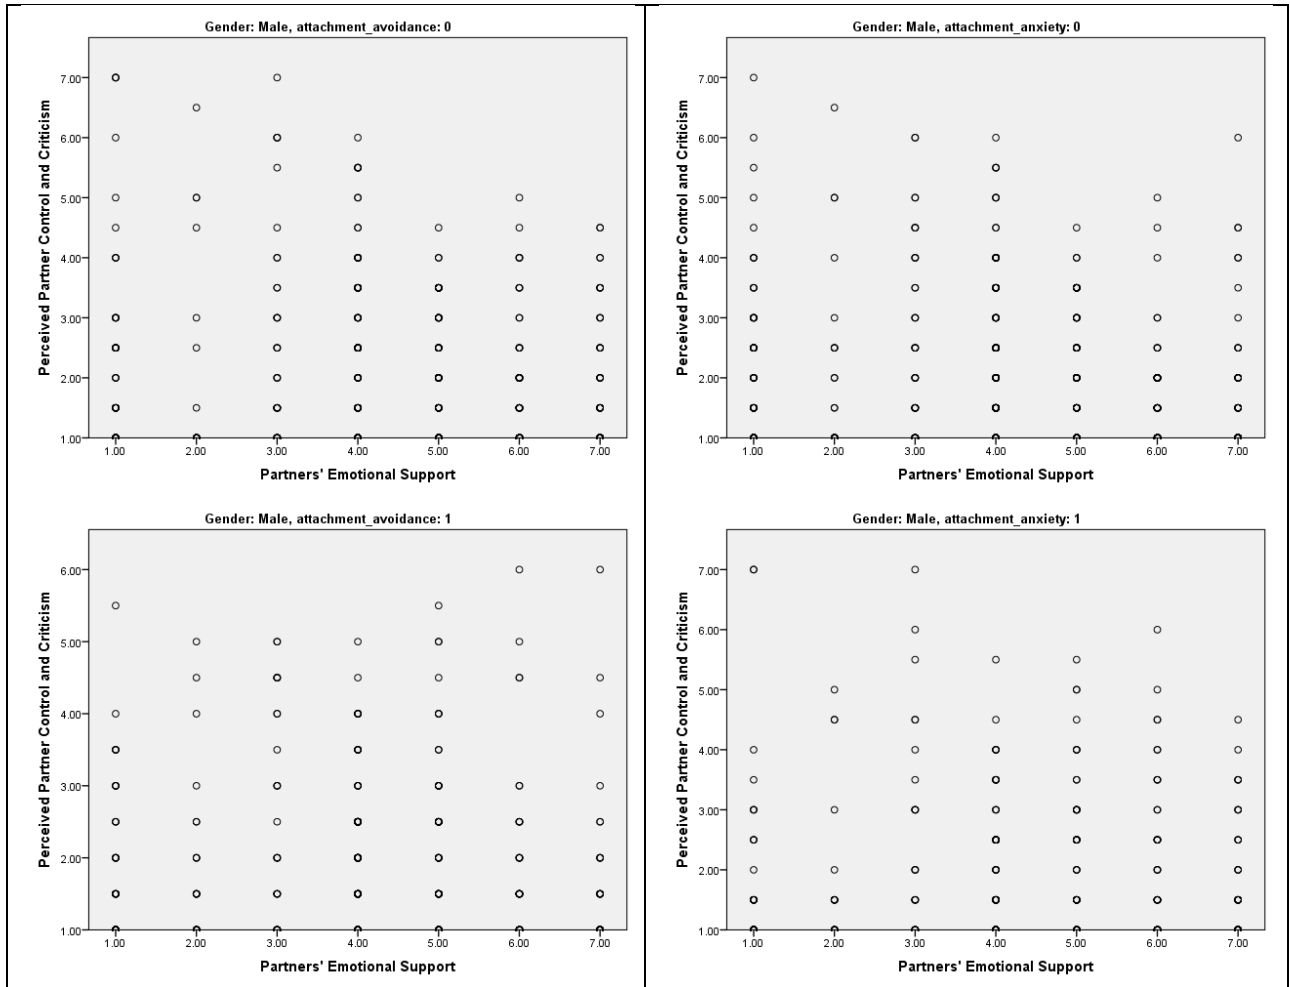 Gender: Male, attachment_avoidance: 0
Perceived Partner Control and Criticism
7.00
6.00
5.00
4.00
3.00
2.00
1.00
1.00 2.00 3.00 4.00 5.00 6.00 7.00
Partners' Emotional Support
Gender: Male, attachment_anxiety: 0
Perceived Partner Control and Criticism
7.00
6.00
5.00
4.00
3.00
2.00
1.00
1.00 2.00 3.00 4.00 5.00 6.00 7.00
Partners' Emotional Support
Gender: Male, attachment_avoidance: 1
Perceived Partner Control and Criticism
6.00
5.00
4.00
3.00
2.00
1.00
1.00 2.00 3.00 4.00 5.00 6.00 7.00
Partners' Emotional Support
Gender: Male, attachment_anxiety: 1
Perceived Partner Control and Criticism
7.00
6.00
5.00
4.00
3.00
2.00
1.00
1.00 2.00 3.00 4.00 5.00 6.00 7.00
Partners' Emotional Support